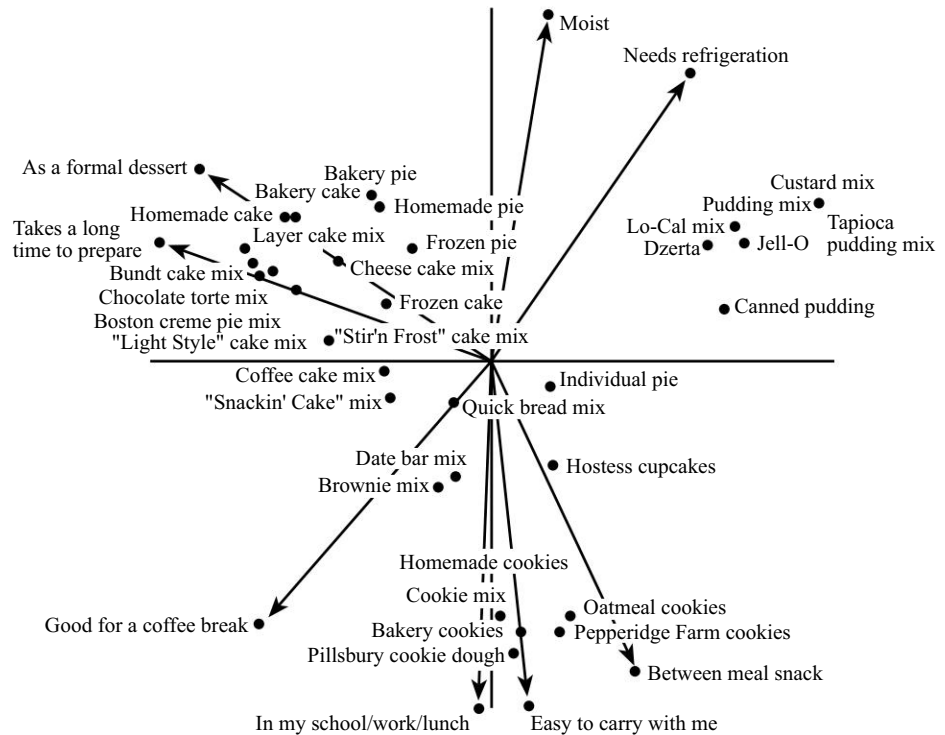 Moist
Needs refrigeration
As a formal dessert
Bakery pie
Bakery cake
Custard mix
Pudding mix
Homemade cake
Homemade pie
Tapioca
pudding mix
Lo-Cal mix
Dzerta
Jell-O
Takes a long
time to prepare
Layer cake mix
Frozen pie
Cheese cake mix
Bundt cake mix
Chocolate torte mix
Frozen cake
Canned pudding
Boston creme pie mix
"Light Style" cake mix
"Stir'n Frost" cake mix
Coffee cake mix
Individual pie
"Snackin' Cake" mix
Quick bread mix
Date bar mix
Hostess cupcakes
Brownie mix
Homemade cookies
Cookie mix
Oatmeal cookies
Good for a coffee break
Bakery cookies
Pepperidge Farm cookies
Pillsbury cookie dough
Between meal snack
In my school/work/lunch
Easy to carry with me